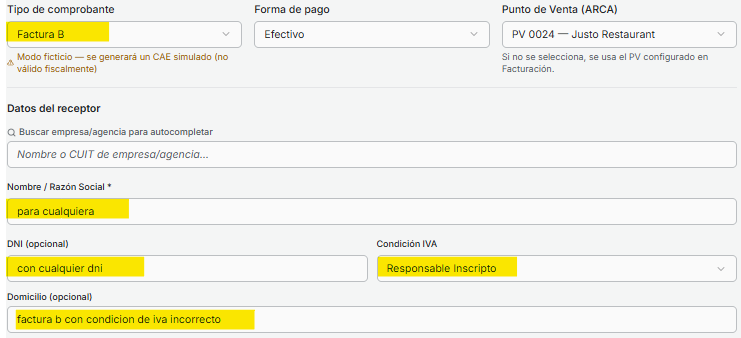 Tipo de comprobante
Forma de pago
Punto de Venta (ARCA)
Factura B
Efectivo
PV 0024 — Justo Restaurant
Modo ficticio — se generará un CAE simulado (no
válido fiscalmente)
Si no se selecciona, se usa el PV configurado en
Facturación.
Datos del receptor
Buscar empresa/agencia para autocompletar
Nombre o CUIT de empresa/agencia...
Nombre / Razón Social *
para cualquiera
DNI (opcional)
Condición IVA
con cualquier dni
Responsable Inscripto
Domicilio (opcional)
factura b con condicion de iva incorrecto